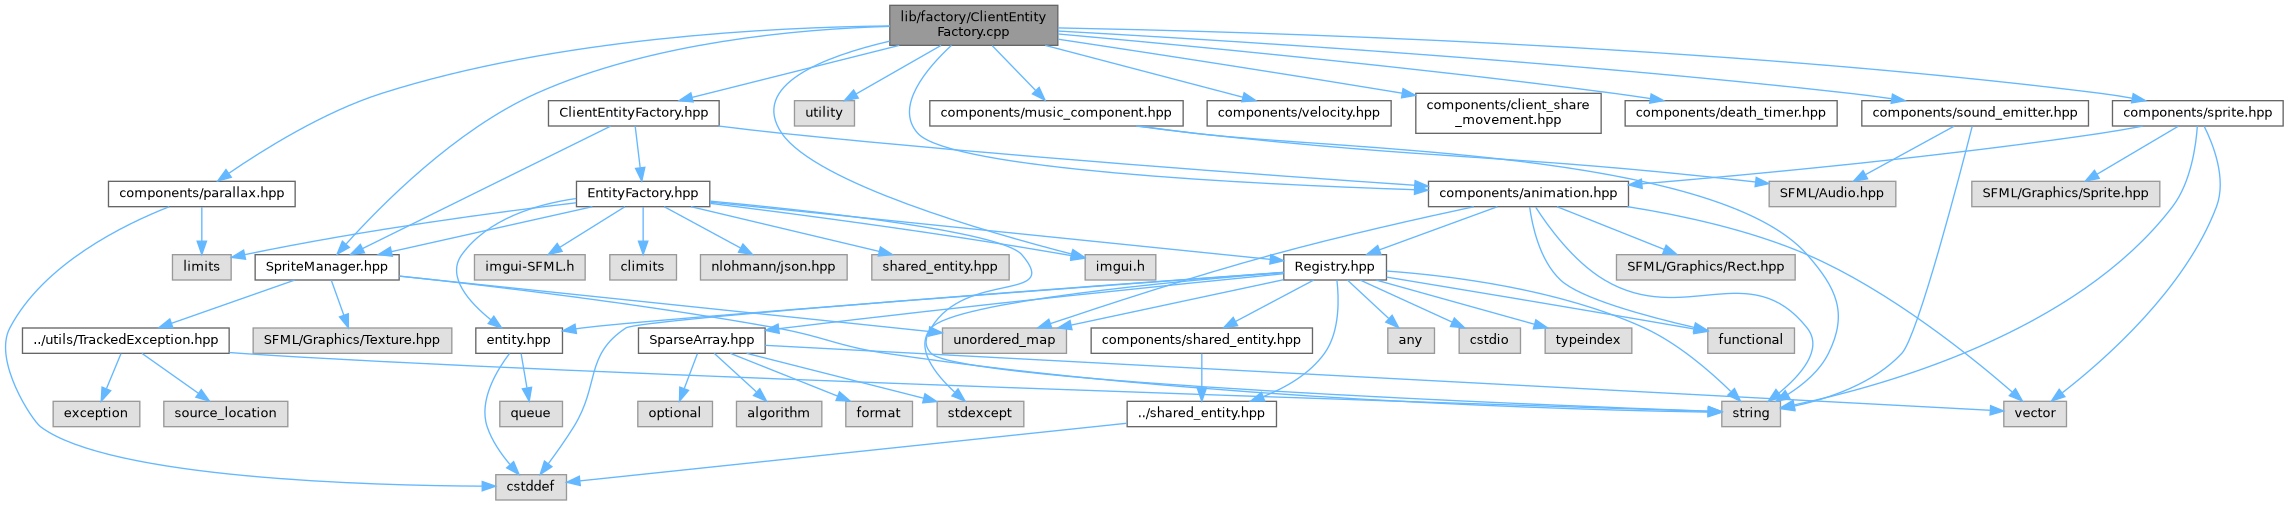 lib/factory/ClientEntity
Factory.cpp
ClientEntityFactory.hpp
utility
components/music_component.hpp
components/velocity.hpp
components/client_share
_movement.hpp
components/death_timer.hpp
components/sound_emitter.hpp
components/sprite.hpp
components/parallax.hpp
EntityFactory.hpp
components/animation.hpp
SFML/Audio.hpp
SFML/Graphics/Sprite.hpp
limits
SpriteManager.hpp
imgui-SFML.h
climits
nlohmann/json.hpp
shared_entity.hpp
imgui.h
Registry.hpp
SFML/Graphics/Rect.hpp
../utils/TrackedException.hpp
SFML/Graphics/Texture.hpp
entity.hpp
SparseArray.hpp
unordered_map
components/shared_entity.hpp
any
cstdio
typeindex
functional
exception
source_location
queue
optional
algorithm
format
stdexcept
../shared_entity.hpp
string
vector
cstddef